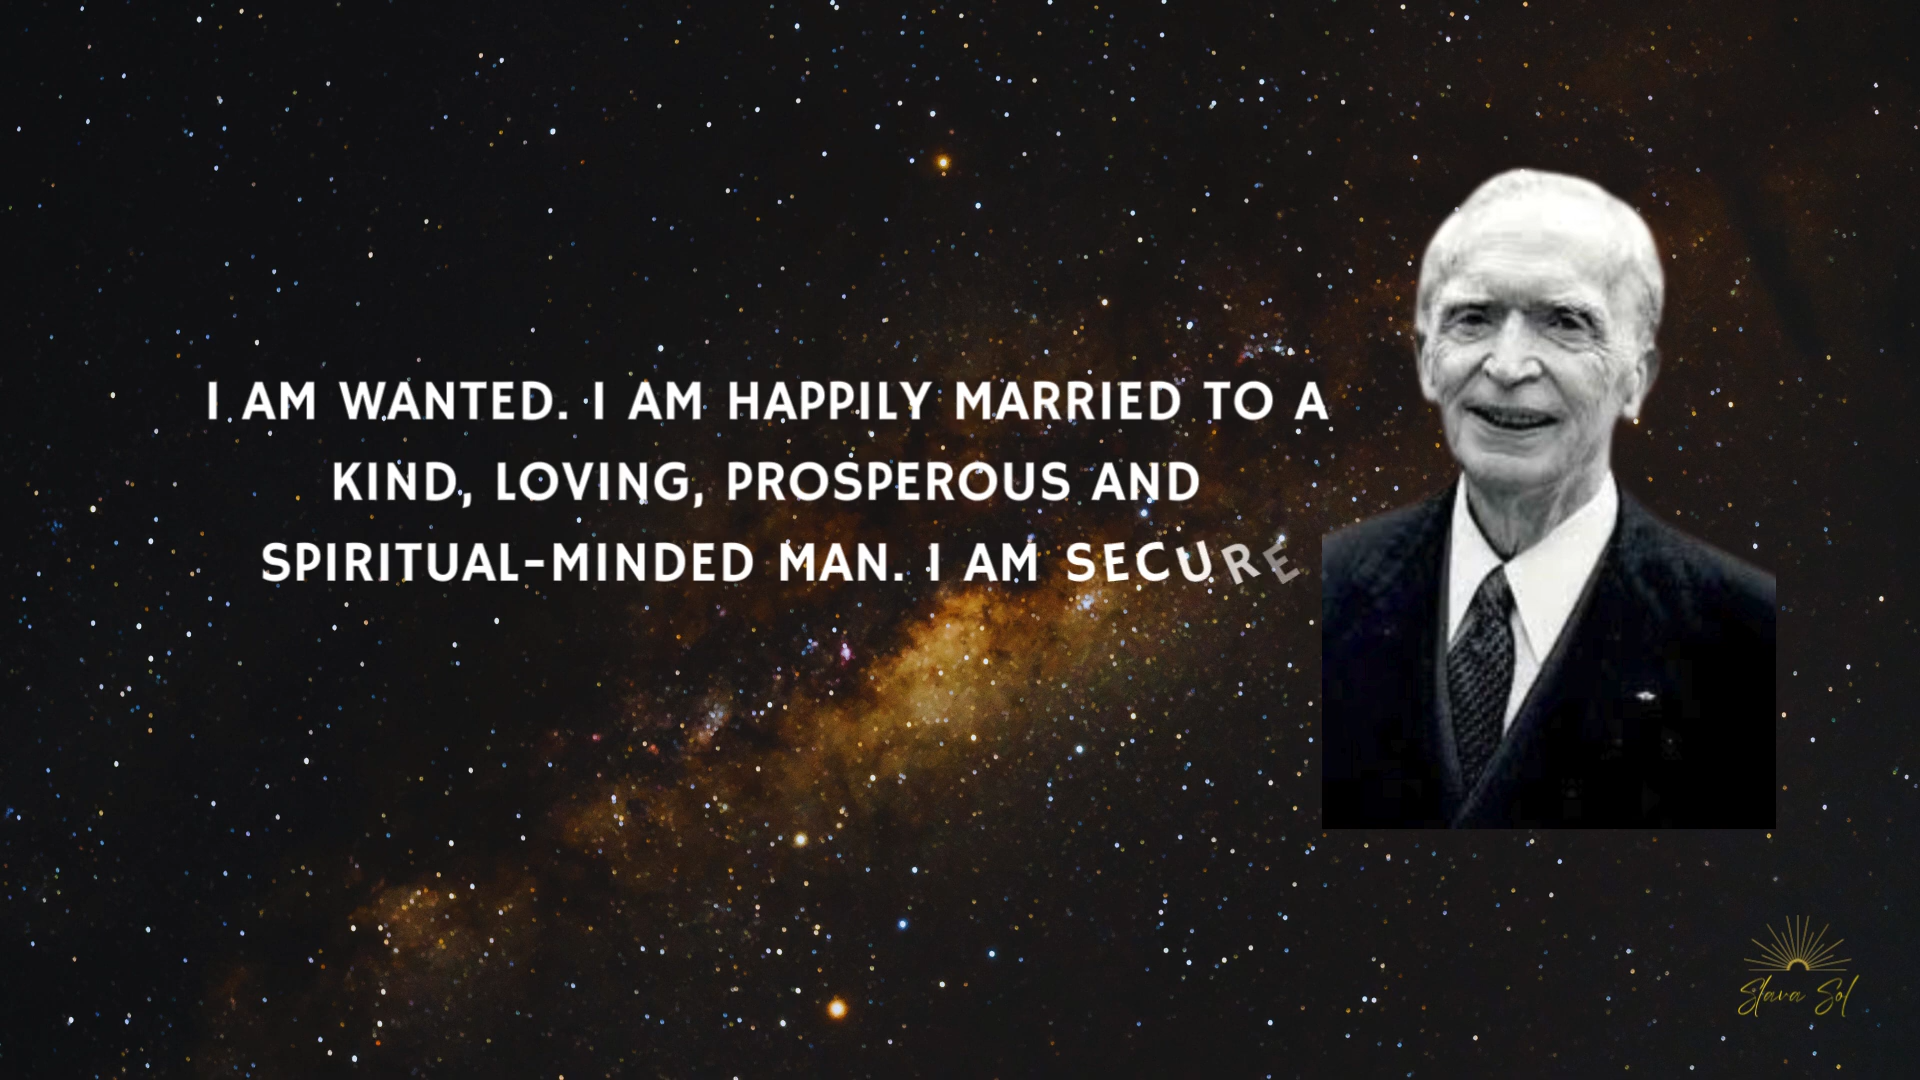 I AM WANTED. I AM HAPPILY MARRIED TO A
KIND, LOVING, PROSPEROUS AND
SPIRITUAL-MINDED MAN. I AM SECURE
Slava Sol